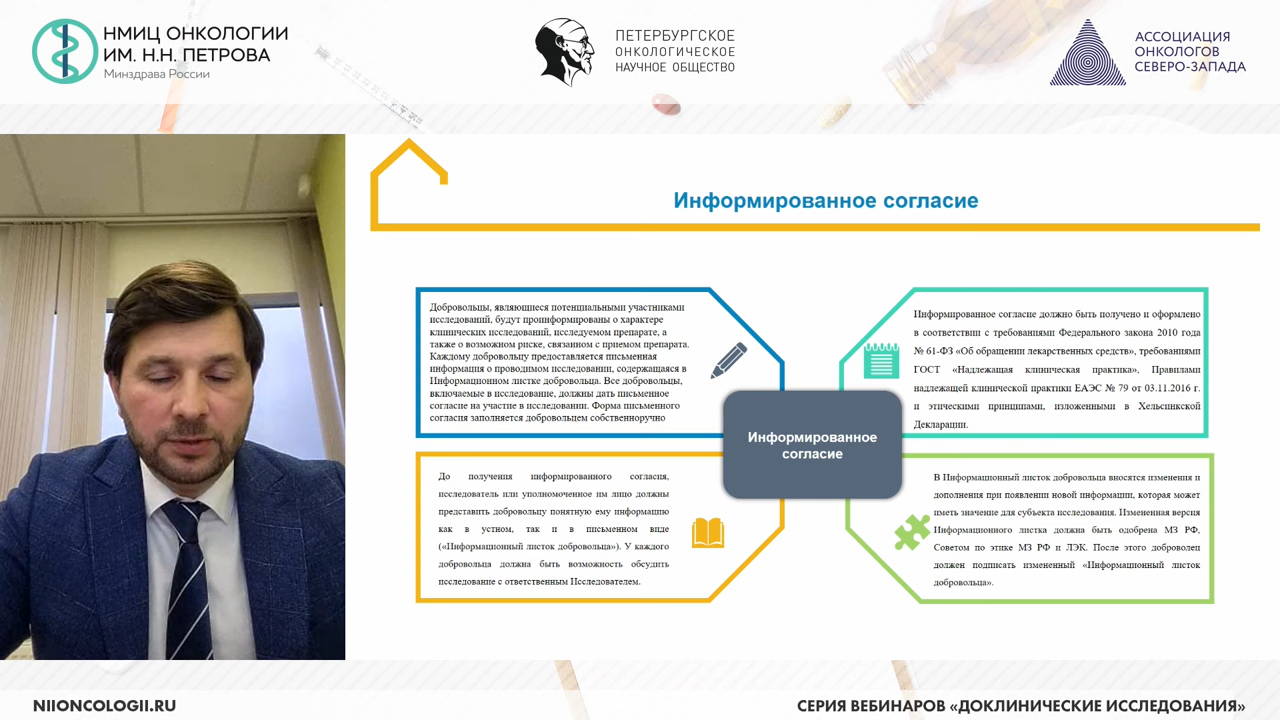 НМИЦ ОНКОЛОГИИ
ИМ. Н.Н. ПЕТРОВА
Минздрава России
ПЕТЕРБУРГСКОЕ
ОНКОЛОГИЧЕСКОЕ
НАУЧНОЕ ОБЩЕСТВО
АССОЦИАЦИЯ
ОНКОЛОГОВ
СЕВЕРО-ЗАПАДА
Информированное согласие
Добровольцы, являющиеся потенциальными участниками
исследований, будут проинформированы о характере
клинических исследований, исследуемом препарате, а
также о возможном риске, связанном с приемом препарата.
Каждому добровольцу предоставляется письменная
информация о проводимом исследовании, содержащаяся в
Информационном листке добровольца. Все добровольцы,
включаемые в исследование, должны дать письменное
согласие на участие в исследовании. Форма письменного
согласия заполняется добровольцем собственноручно
Информированное согласие должно быть получено и оформлено
в соответствии с требованиями Федерального закона 2010 года
№ 61-ФЗ «Об обращении лекарственных средств», требованиями
ГОСТ «Надлежащая клиническая практика», Правилами
надлежащей клинической практики ЕАЭС № 79 от 03.11.2016 г.
и этическими принципами, изложенными в Хельсинкской
Декларации.
Информированное
согласие
До получения информированного согласия,
исследователь или уполномоченное им лицо должны
представить добровольцу понятную ему информацию
как в устном, так и в письменном виде
(«Информационный листок добровольца»). У каждого
добровольца должна быть возможность обсудить
исследование с ответственным Исследователем.
В Информационный листок добровольца вносятся изменения и
дополнения при появлении новой информации, которая может
иметь значение для субъекта исследования. Измененная версия
Информационного листка должна быть одобрена МЗ РФ,
Советом по этике МЗ РФ и ЛЭК. После этого доброволец
должен подписать измененный «Информационный листок
добровольца».
NIIONCOLOGII.RU
СЕРИЯ ВЕБИНАРОВ «ДОКЛИНИЧЕСКИЕ ИССЛЕДОВАНИЯ»